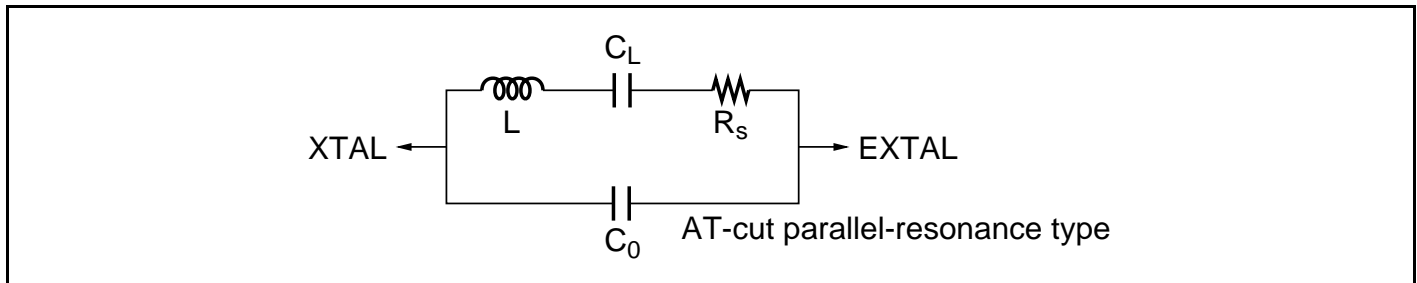 C_L
L
R_s
XTAL
EXTAL
C_0
AT-cut parallel-resonance type